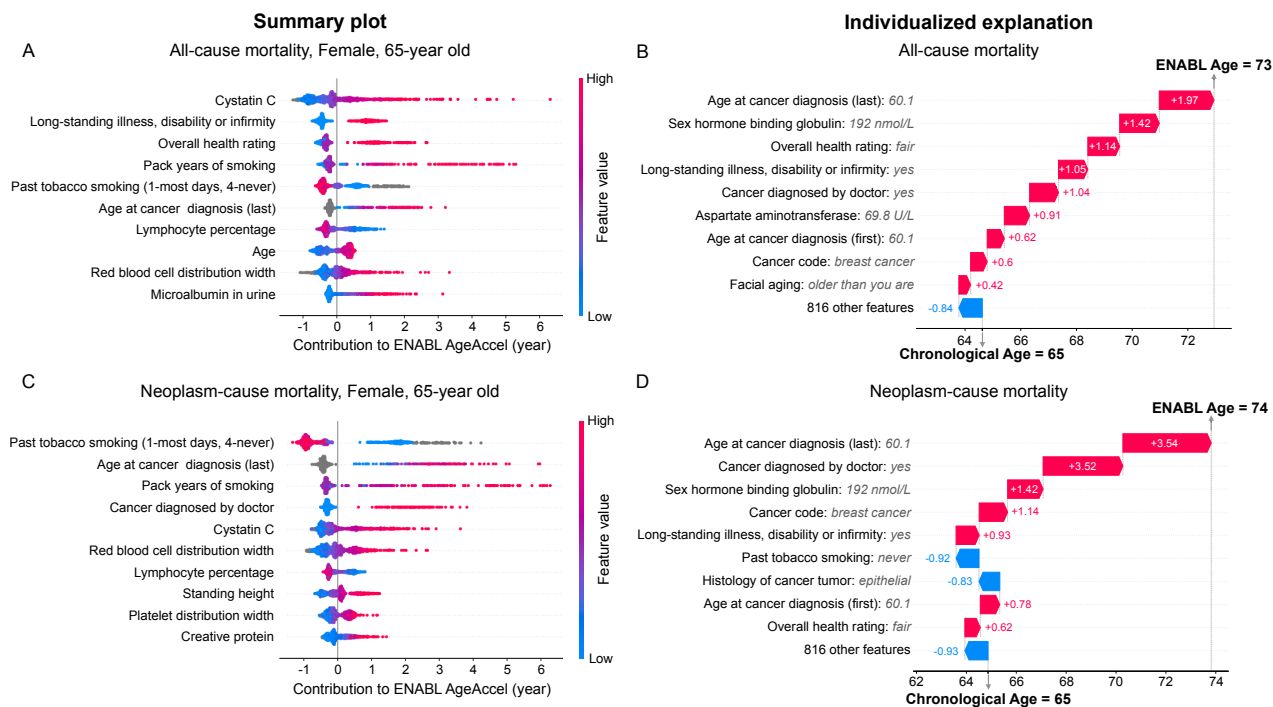 Summary plot
Individualized explanation
A
All-cause mortality, Female, 65-year old
Cystatin C
Long-standing illness, disability or infirmity
Overall health rating
Pack years of smoking
Past tobacco smoking (1-most days, 4-never)
Age at cancer  diagnosis (last)
Lymphocyte percentage
Age
Red blood cell distribution width
Microalbumin in urine
-1 0 1 2 3 4 5 6
Contribution to ENABL AgeAccel (year)
High
Feature value
Low
B
All-cause mortality
ENABL Age = 73
Age at cancer diagnosis (last): 60.1
+1.97
Sex hormone binding globulin: 192 nmol/L
+1.42
Overall health rating: fair
+1.14
Long-standing illness, disability or infirmity: yes
+1.05
Cancer diagnosed by doctor: yes
+1.04
Aspartate aminotransferase: 69.8 U/L
+0.91
Age at cancer diagnosis (first): 60.1
+0.62
Cancer code: breast cancer
+0.6
Facial aging: older than you are
+0.42
816 other features
-0.84
64 66 68 70 72
Chronological Age = 65
C
Neoplasm-cause mortality, Female, 65-year old
Past tobacco smoking (1-most days, 4-never)
Age at cancer  diagnosis (last)
Pack years of smoking
Cancer diagnosed by doctor
Cystatin C
Red blood cell distribution width
Lymphocyte percentage
Standing height
Platelet distribution width
Creative protein
-1 0 1 2 3 4 5 6
Contribution to ENABL AgeAccel (year)
High
Feature value
Low
D
Neoplasm-cause mortality
ENABL Age = 74
Age at cancer diagnosis (last): 60.1
+3.54
Cancer diagnosed by doctor: yes
+3.52
Sex hormone binding globulin: 192 nmol/L
+1.42
Cancer code: breast cancer
+1.14
Long-standing illness, disability or infirmity: yes
+0.93
Past tobacco smoking: never
-0.92
Histology of cancer tumor: epithelial
-0.83
Age at cancer diagnosis (first): 60.1
+0.78
Overall health rating: fair
+0.62
816 other features
-0.93
62 64 66 68 70 72 74
Chronological Age = 65